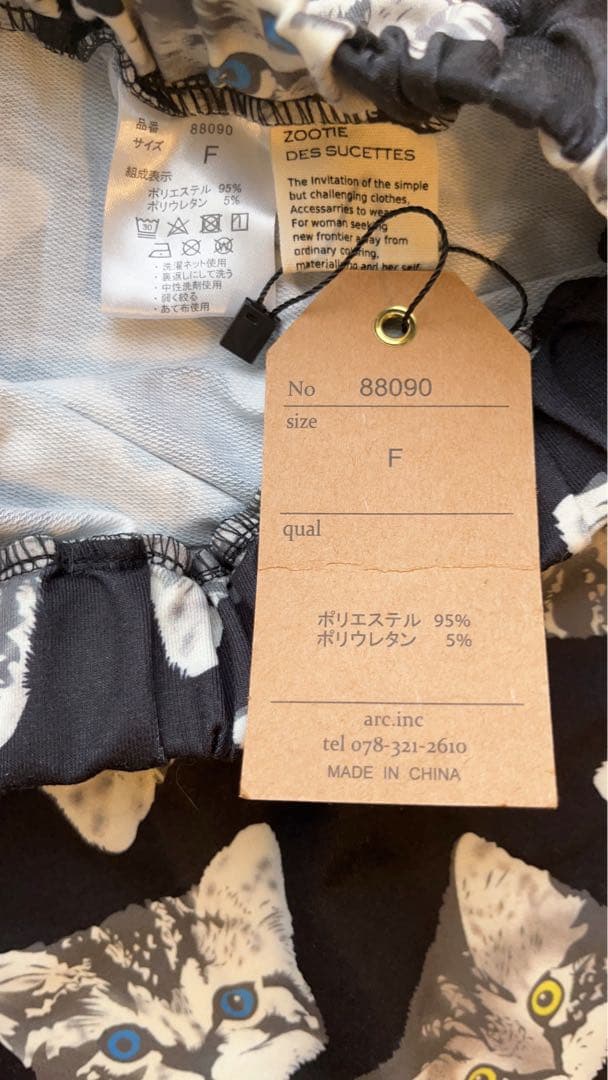 品番 88090
サイズ F
組成表示
ポリエステル 95%
ポリウレタン 5%
30
・洗濯ネット使用
・裏返しにして洗う
・中性洗剤使用
・弱く絞る
・あて布使用
ZOOTIE
DES SUCETTES
The Invitation of the simple
but challenging clothes,
Accessarries to wear
For woman seeking
new frontier away from
ordinary coloring,
and her self
No 88090
size
F
qual
ポリエステル 95%
ポリウレタン 5%
arc.inc
tel 078-321-2610
MADE IN CHINA